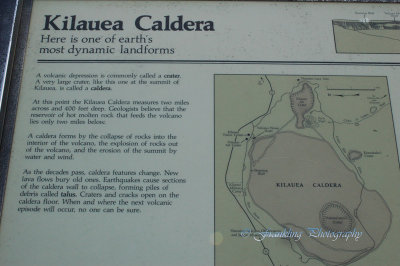 Kilauea Caldera
Here is one of earth's
most dynamic landforms
A volcanic depression is commonly called a crater.
A very large crater, like this one at the summit of
Kilauea, is called a caldera.
At this point the Kilauea Caldera measures two miles
across and 400 feet deep. Geologists believe that the
reservoir of hot molten rock that feeds the volcano
lies only two miles below.
A caldera forms by the collapse of rocks into the
interior of the volcano, the explosion of rocks out
of the volcano, and the erosion of the summit by
water and wind.
As the decades pass, caldera features change. New
lava flows bury old ones. Earthquakes cause sections
of the caldera wall to collapse, forming piles of
debris called talus. Craters and cracks open on the
caldera floor. When and where the next volcanic
episode will occur, no one can be sure.
KILAUEA CALDERA
Photography